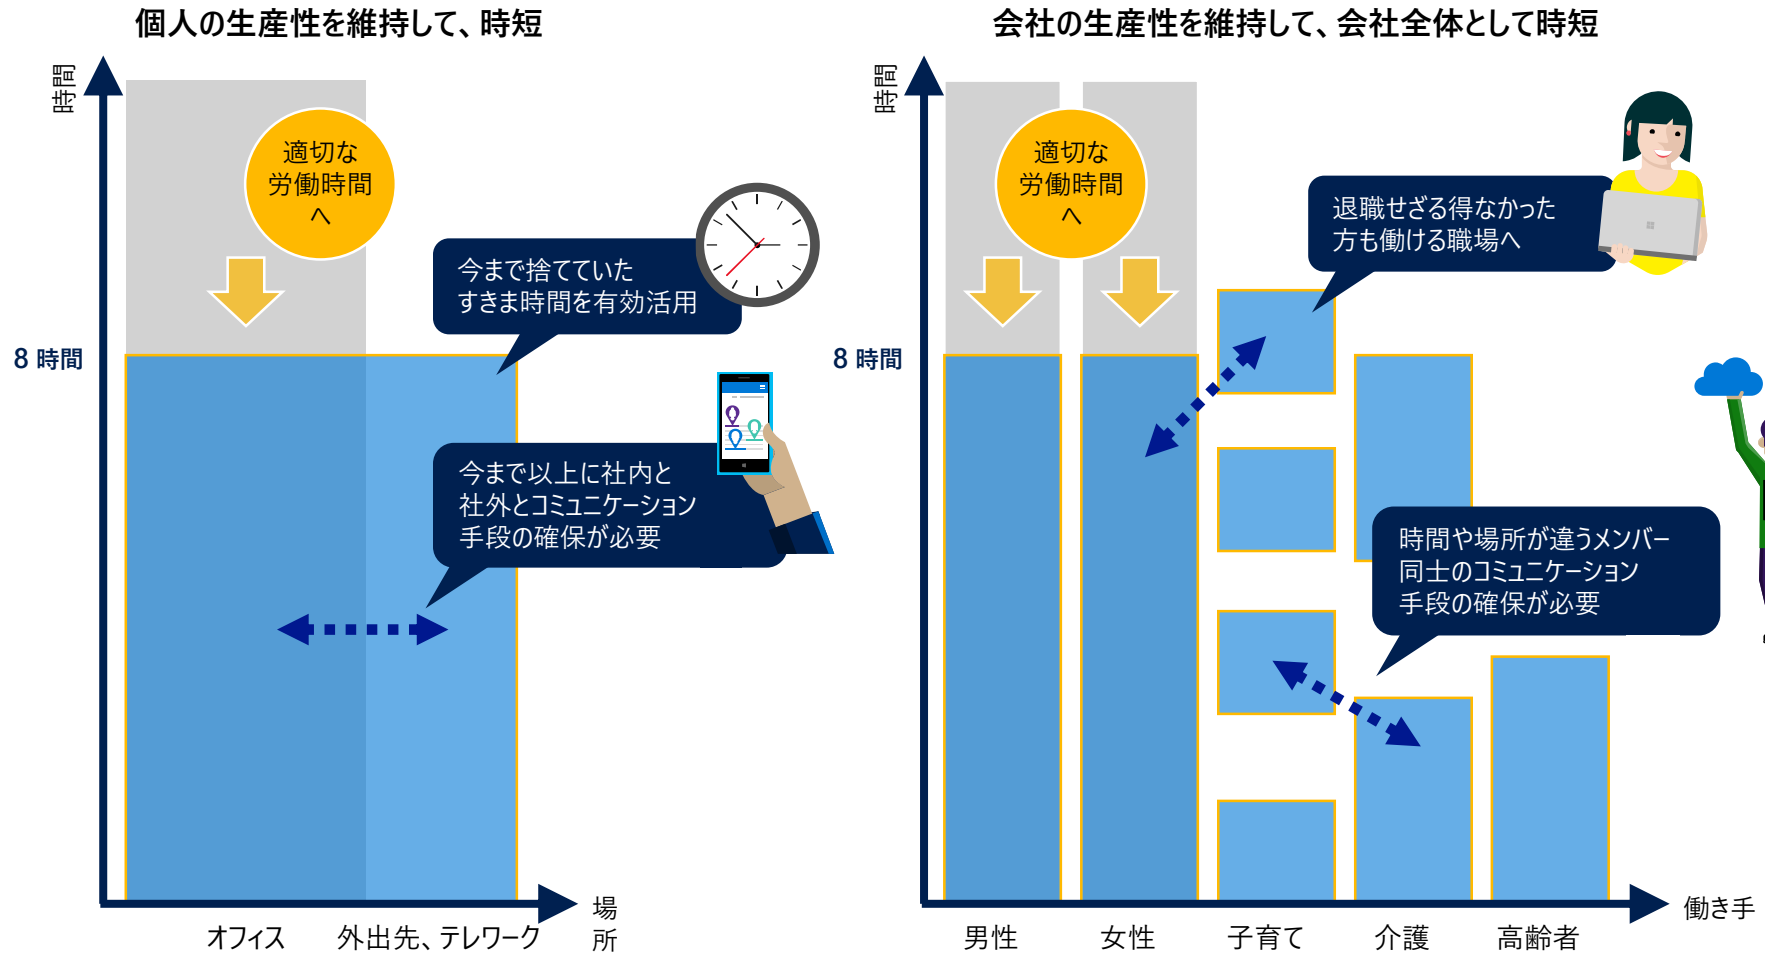 個人の生産性を維持して、時短
時間
適切な
労働時間
へ
今まで捨てていた
すきま時間を有効活用
8 時間
今まで以上に社内と
社外とコミュニケーション
手段の確保が必要
オフィス
外出先、テレワーク
場
所
会社の生産性を維持して、会社全体として時短
時間
適切な
労働時間
へ
退職せざる得なかった
方も働ける職場へ
8 時間
時間や場所が違うメンバー
同士のコミュニケーション
手段の確保が必要
男性
女性
子育て
介護
高齢者
働き手